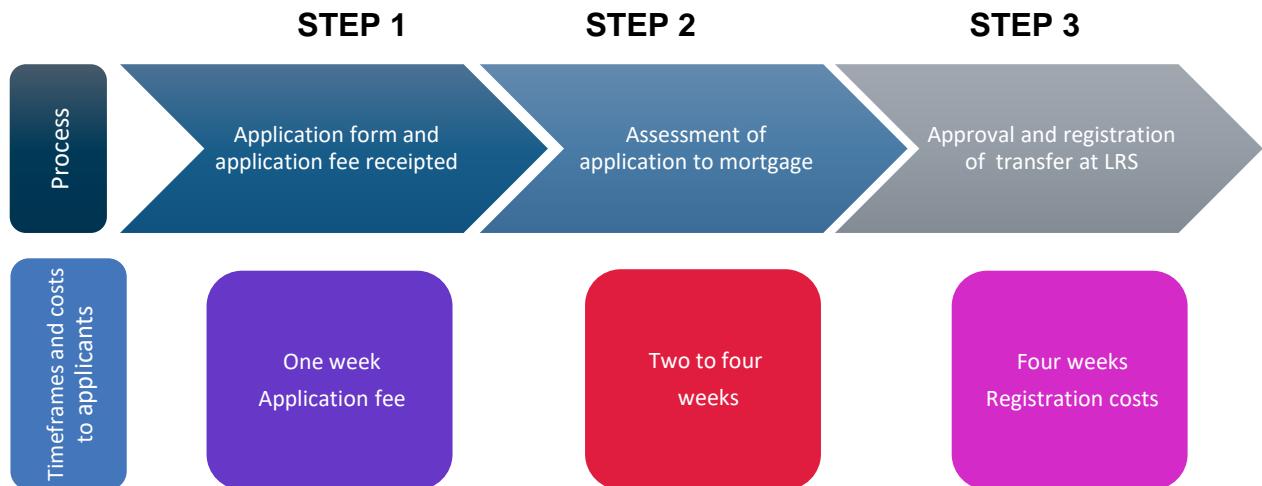 STEP 1
STEP 2
STEP 3
Process
Application form and
application fee receipted
Assessment of
application to mortgage
Approval and registration
of transfer at LRS
Timeframes and costs
to applicants
One week
Application fee
Two to four
weeks
Four weeks
Registration costs